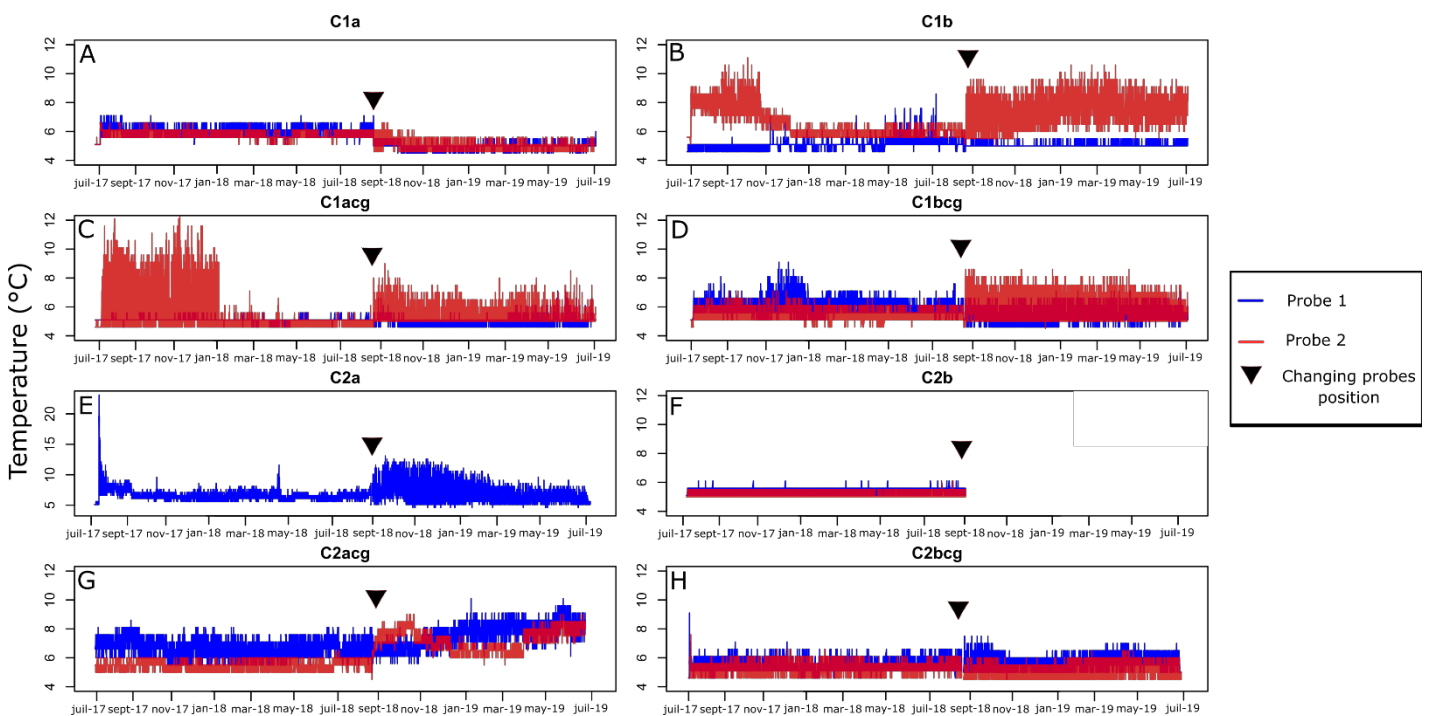 C1a
C1b
A
B
12
10
8
6
4
12
10
8
6
4
juil-17 sept-17 nov-17 jan-18 mar-18 may-18 juil-18 sept-18 nov-18 jan-19 mar-19 may-19 juil-19
juil-17 sept-17 nov-17 jan-18 mar-18 may-18 juil-18 sept-18 nov-18 jan-19 mar-19 may-19 juil-19
C1acg
C1bcg
C
D
12
10
8
6
4
12
10
8
6
4
juil-17 sept-17 nov-17 jan-18 mar-18 may-18 juil-18 sept-18 nov-18 jan-19 mar-19 may-19 juil-19
juil-17 sept-17 nov-17 jan-18 mar-18 may-18 juil-18 sept-18 nov-18 jan-19 mar-19 may-19 juil-19
C2a
C2b
E
F
20
15
10
5
12
10
8
6
4
juil-17 sept-17 nov-17 jan-18 mar-18 may-18 juil-18 sept-18 nov-18 jan-19 mar-19 may-19 juil-19
juil-17 sept-17 nov-17 jan-18 mar-18 may-18 juil-18 sept-18 nov-18 jan-19 mar-19 may-19 juil-19
C2acg
C2bcg
G
H
12
10
8
6
4
12
10
8
6
4
juil-17 sept-17 nov-17 jan-18 mar-18 may-18 juil-18 sept-18 nov-18 jan-19 mar-19 may-19 juil-19
juil-17 sept-17 nov-17 jan-18 mar-18 may-18 juil-18 sept-18 nov-18 jan-19 mar-19 may-19 juil-19
Temperature (°C)
Probe 1
Probe 2
Changing probes
position